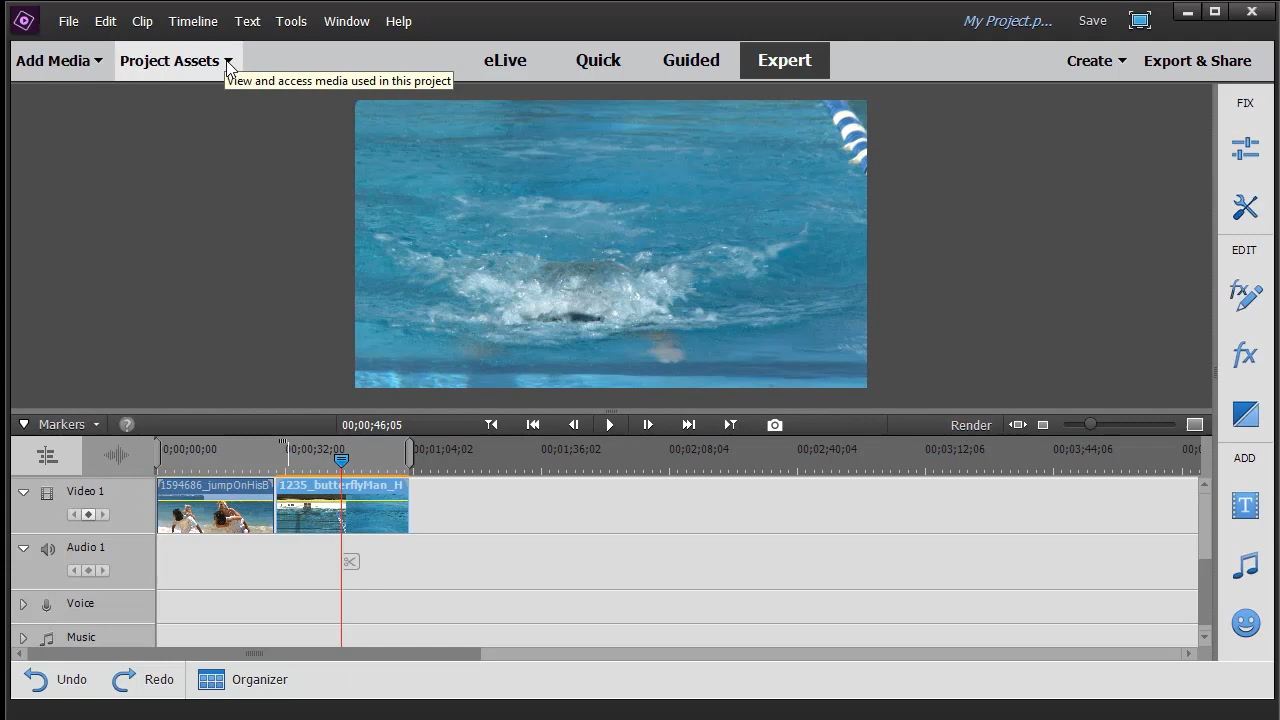 File Edit Clip Timeline Text Tools Window Help My Project.p... Save
Add Media Project Assets eLive Quick Guided Expert Create Export & Share
View and access media used in this project
FIX
EDIT
ADD
Markers ? 00;00;46;05 Render
0;00;00;00 00;00;32;00 00;01;04;02 00;01;36;02 00;02;08;04 00;02;40;04 00;03;12;06 00;03;44;06
Video 1 1594686_jumpOnHisB 1235_butterflyMan_H
Audio 1
Voice
Music
Undo Redo Organizer